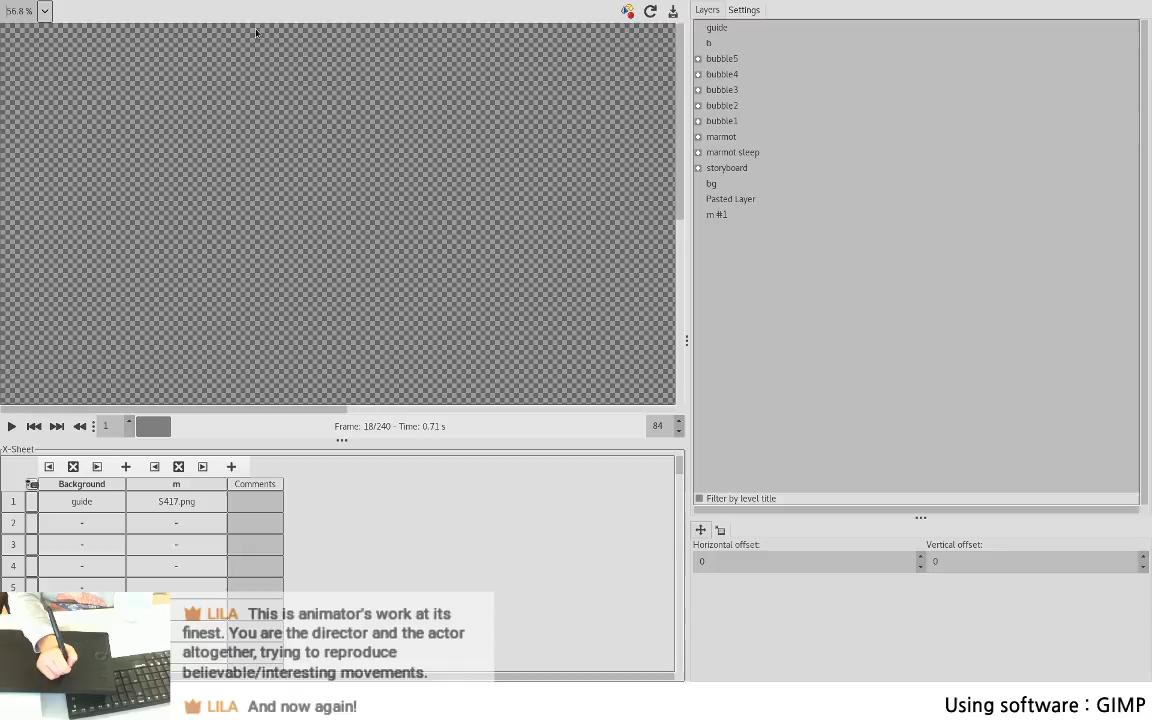 56.8 %
Layers Settings
guide
b
bubble5
bubble4
bubble3
bubble2
bubble1
marmot
marmot sleep
storyboard
bg
Pasted Layer
m #1
1
Frame: 18/240 - Time: 0.71 s
84
X-Sheet
Background m Comments
1 guide S417.png
2 - -
3 - -
4 - -
5
Filter by level title
Horizontal offset: Vertical offset:
0 0
LILA This is animator's work at its
finest. You are the director and the actor
altogether, trying to reproduce
believable/interesting movements.
LILA And now again!
Using software : GIMP